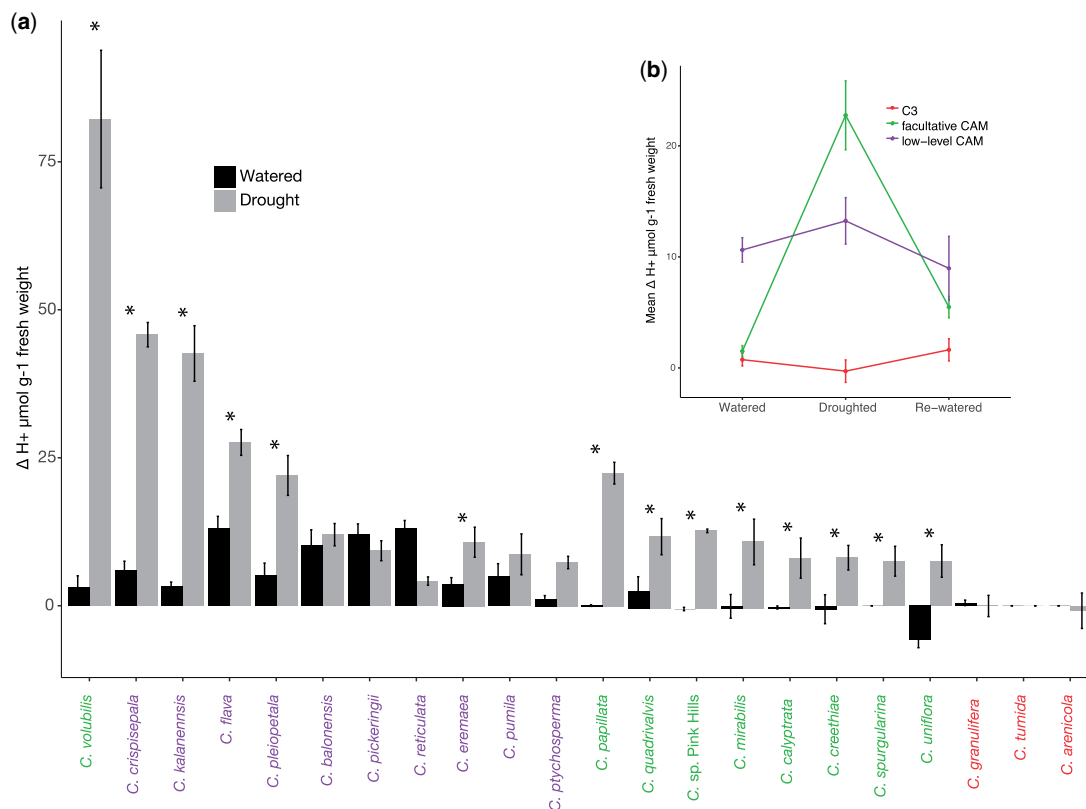 (a)
Δ H+ μmol g-1 fresh weight
75
50
25
0
* * * * * * * * * * * * * *
Watered
Drought
C. volubilis
C. crispisepala
C. kalanennsis
C. flava
C. pleiopetala
C. balonensis
C. pickeringii
C. reticulata
C. eremaea
C. pumila
C. ptychosperma
C. papillata
C. quadrivalvis
C. sp. Pink Hills
C. mirabilis
C. calyptrata
C. creethiae
C. spurgularina
C. uniflora
C. granulifera
C. tumida
C. arenicola
(b)
Mean Δ H+ μmol g-1 fresh weight
20
10
0
C3
facultative CAM
low-level CAM
Watered Droughted Re-watered